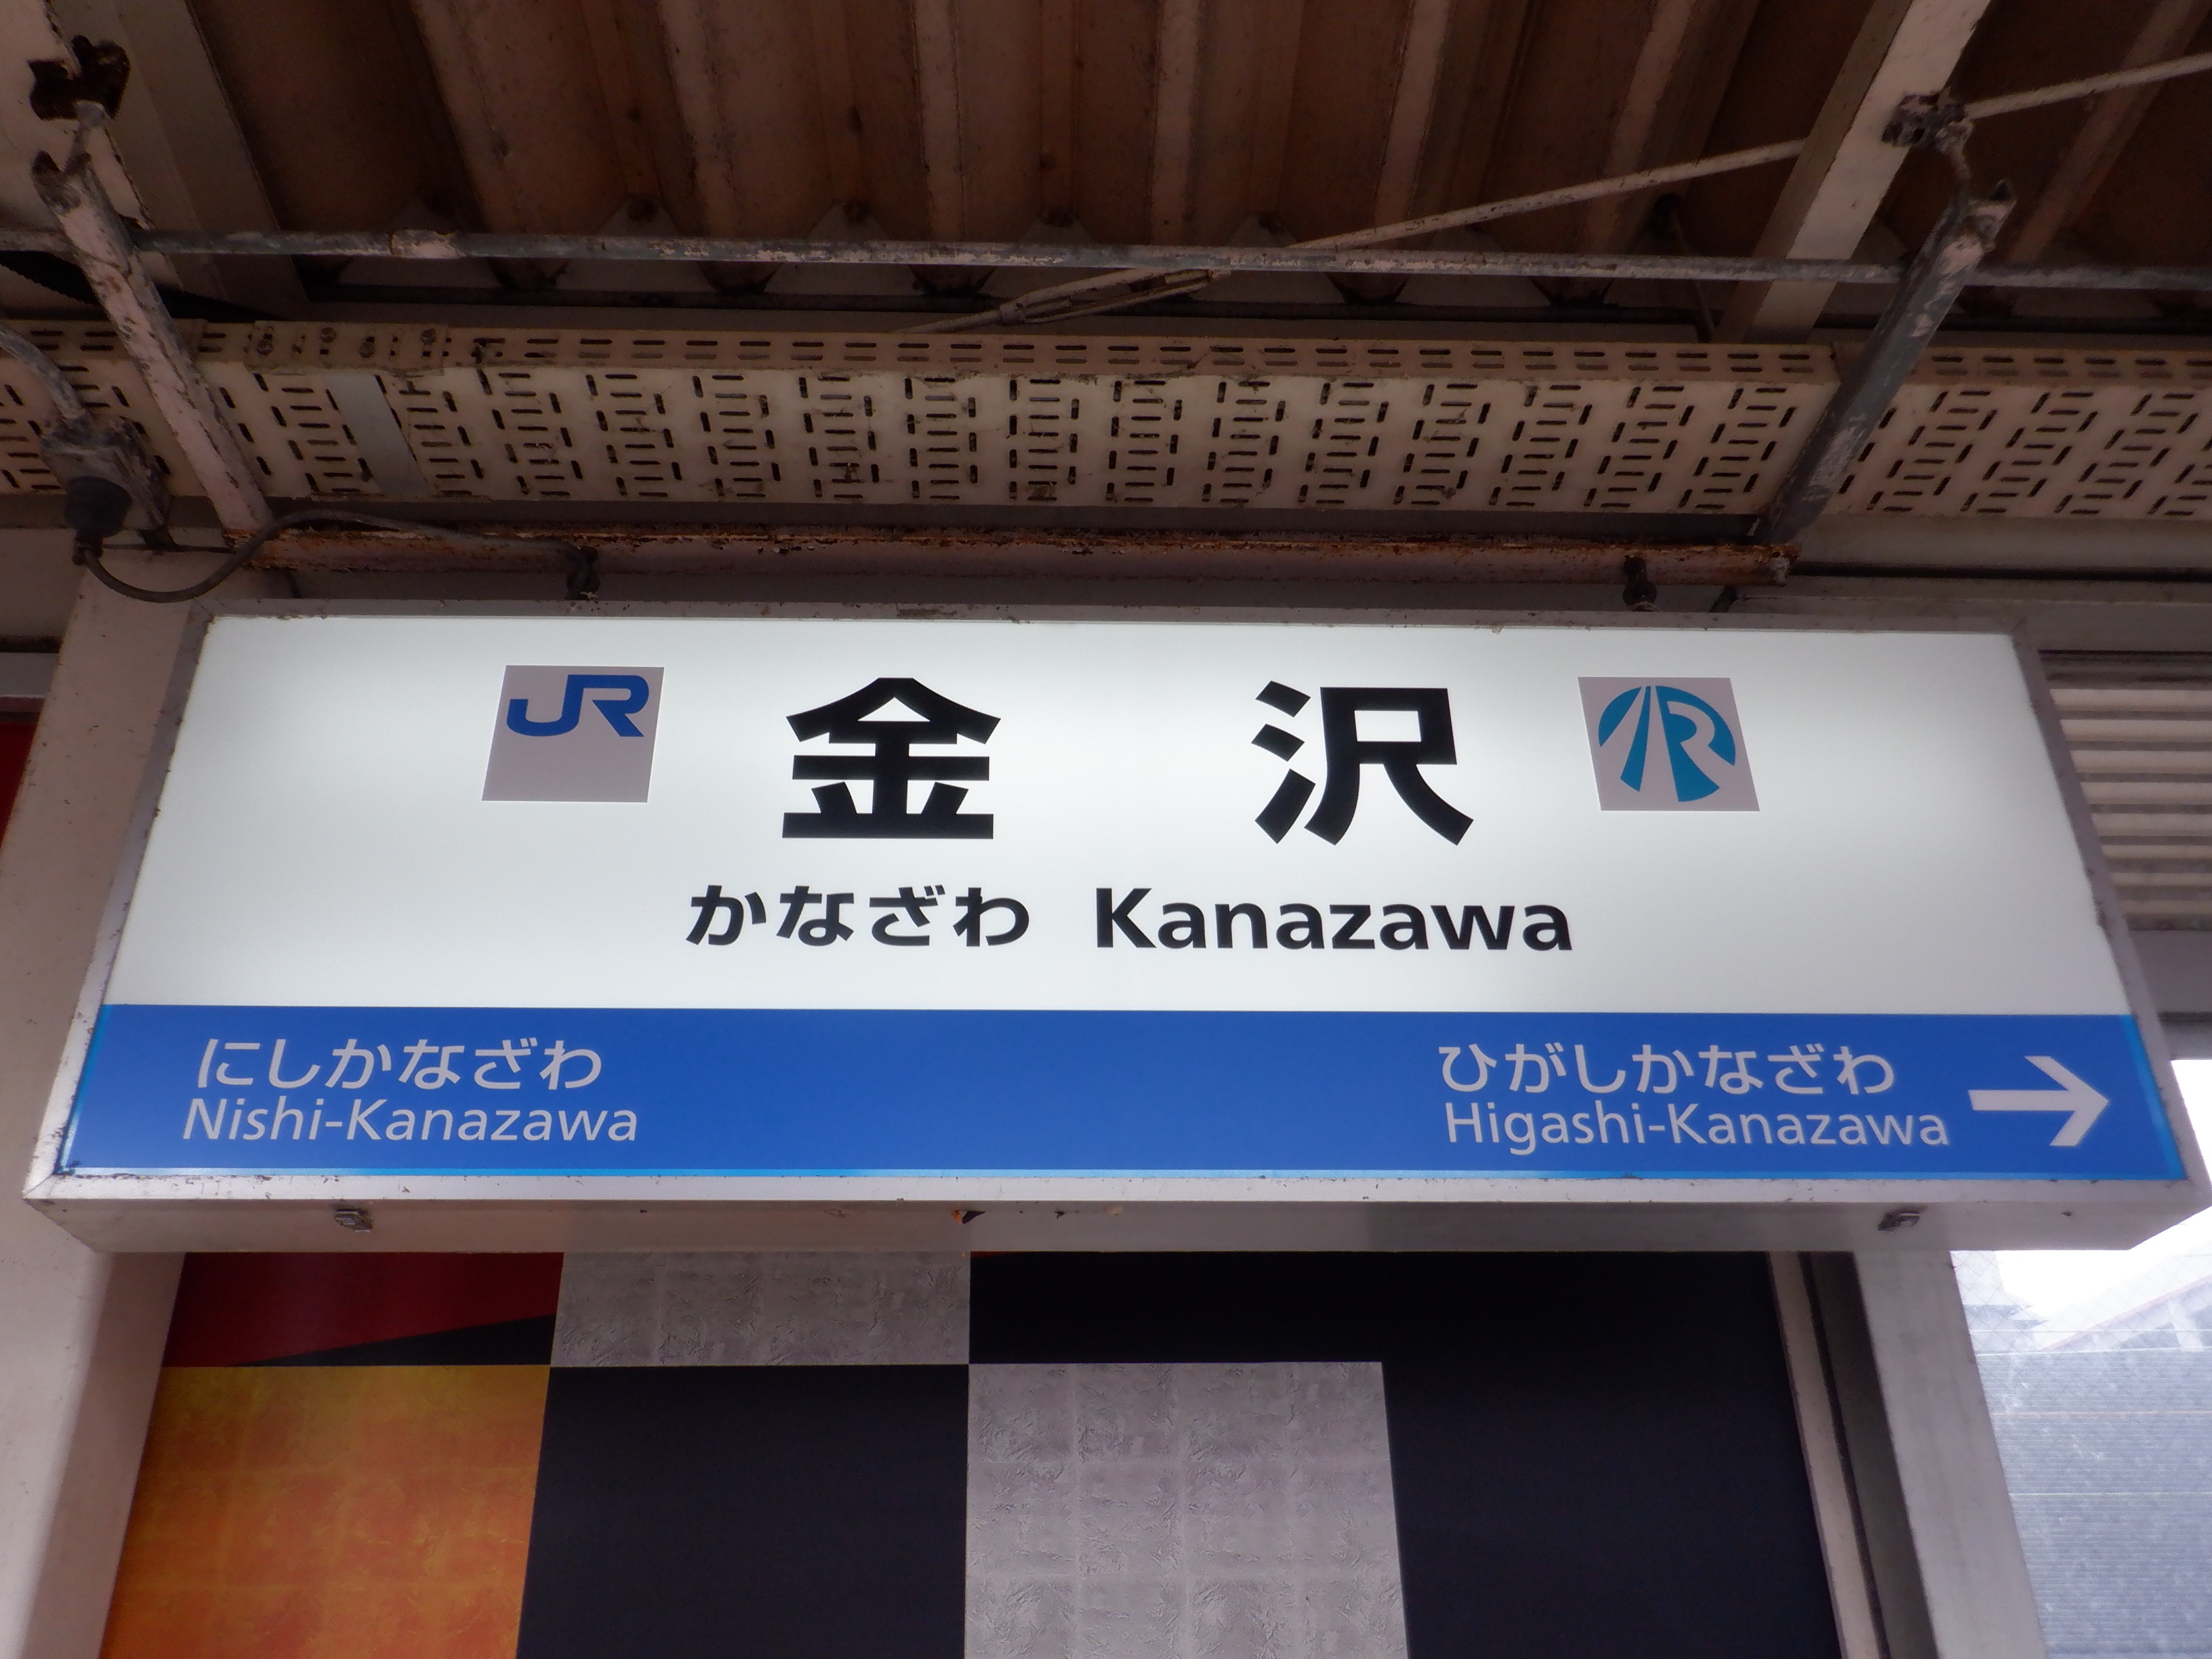 JR 金沢 IR
かなざわ Kanazawa
にしかなざわ ひがしかなざわ →
Nishi-Kanazawa Higashi-Kanazawa